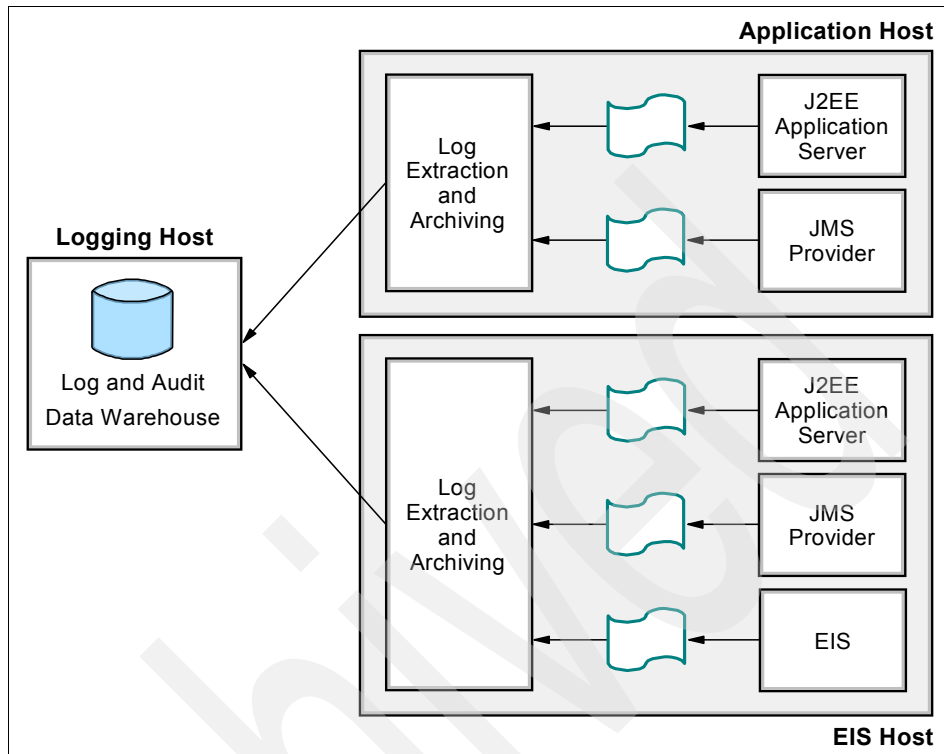 Application Host
Log
Extraction
and
Archiving
J2EE
Application
Server
JMS
Provider
Logging Host
Log and Audit
Data Warehouse
Log
Extraction
and
Archiving
J2EE
Application
Server
JMS
Provider
EIS
EIS Host
hived